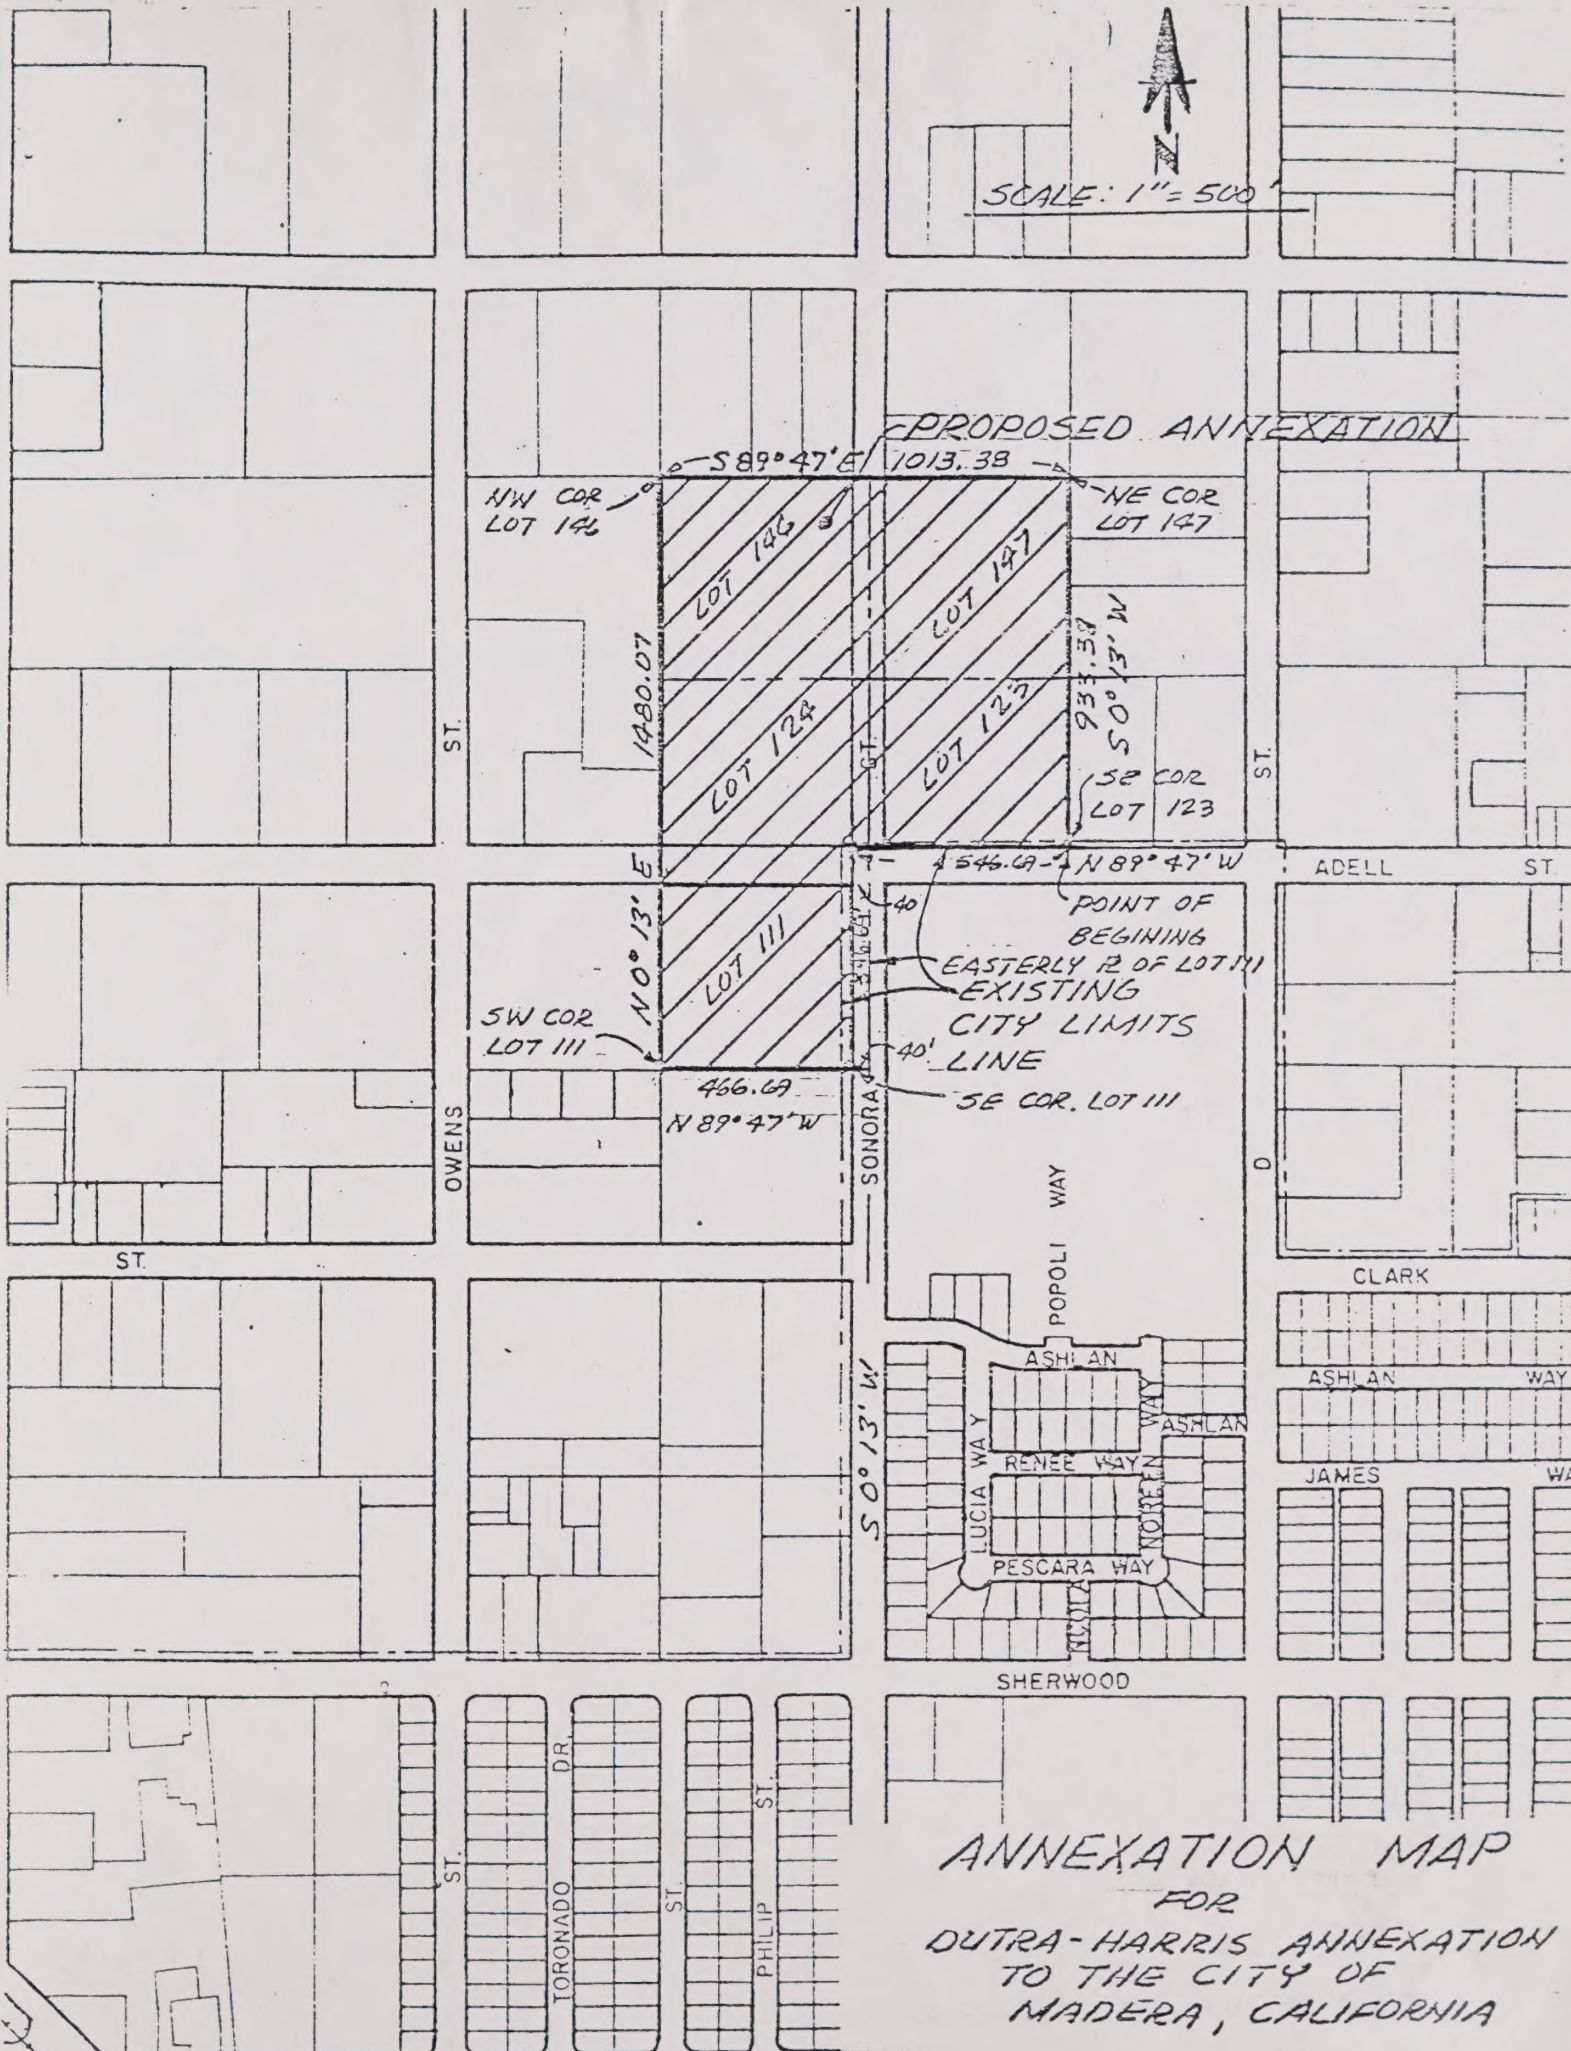 N
SCALE: 1"=500'
PROPOSED ANNEXATION
S 89° 47' E 1013.38
NW COR
LOT 146
NE COR
LOT 147
LOT 146
LOT 147
1480.07
N 0° 13' E
933.38
S 0° 13' W
LOT 124
LOT 123
ST.
ST.
ST.
SE COR
LOT 123
546.69
N 89° 47' W
ADELL ST.
40
POINT OF
BEGINING
EASTERLY OF LOT 111
EXISTING
CITY LIMITS
LINE
LOT 111
SW COR
LOT 111
40'
466.69
N 89° 47' W
SE COR. LOT 111
OWENS
SONORA
D
POPOLI WAY
ST.
CLARK
S 0° 13' W
ASHLAN
ASHLAN WAY
LUCIA WAY
NOREEN WAY
ASHLAN
RENEE WAY
JAMES
PESCARA WAY
SHERWOOD
ST.
TORONADO DR.
ST.
PHILIP ST.
ANNEXATION MAP
FOR
DUTRA-HARRIS ANNEXATION
TO THE CITY OF
MADERA, CALIFORNIA